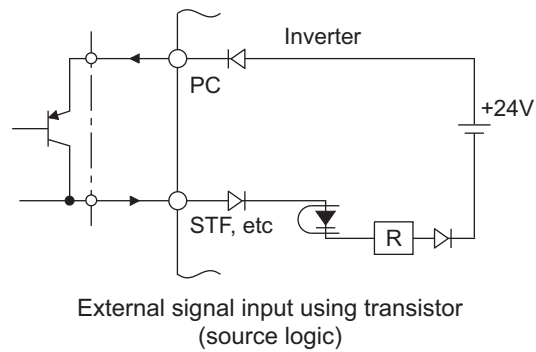 Inverter
PC
+24V
STF, etc
R
External signal input using transistor
(source logic)